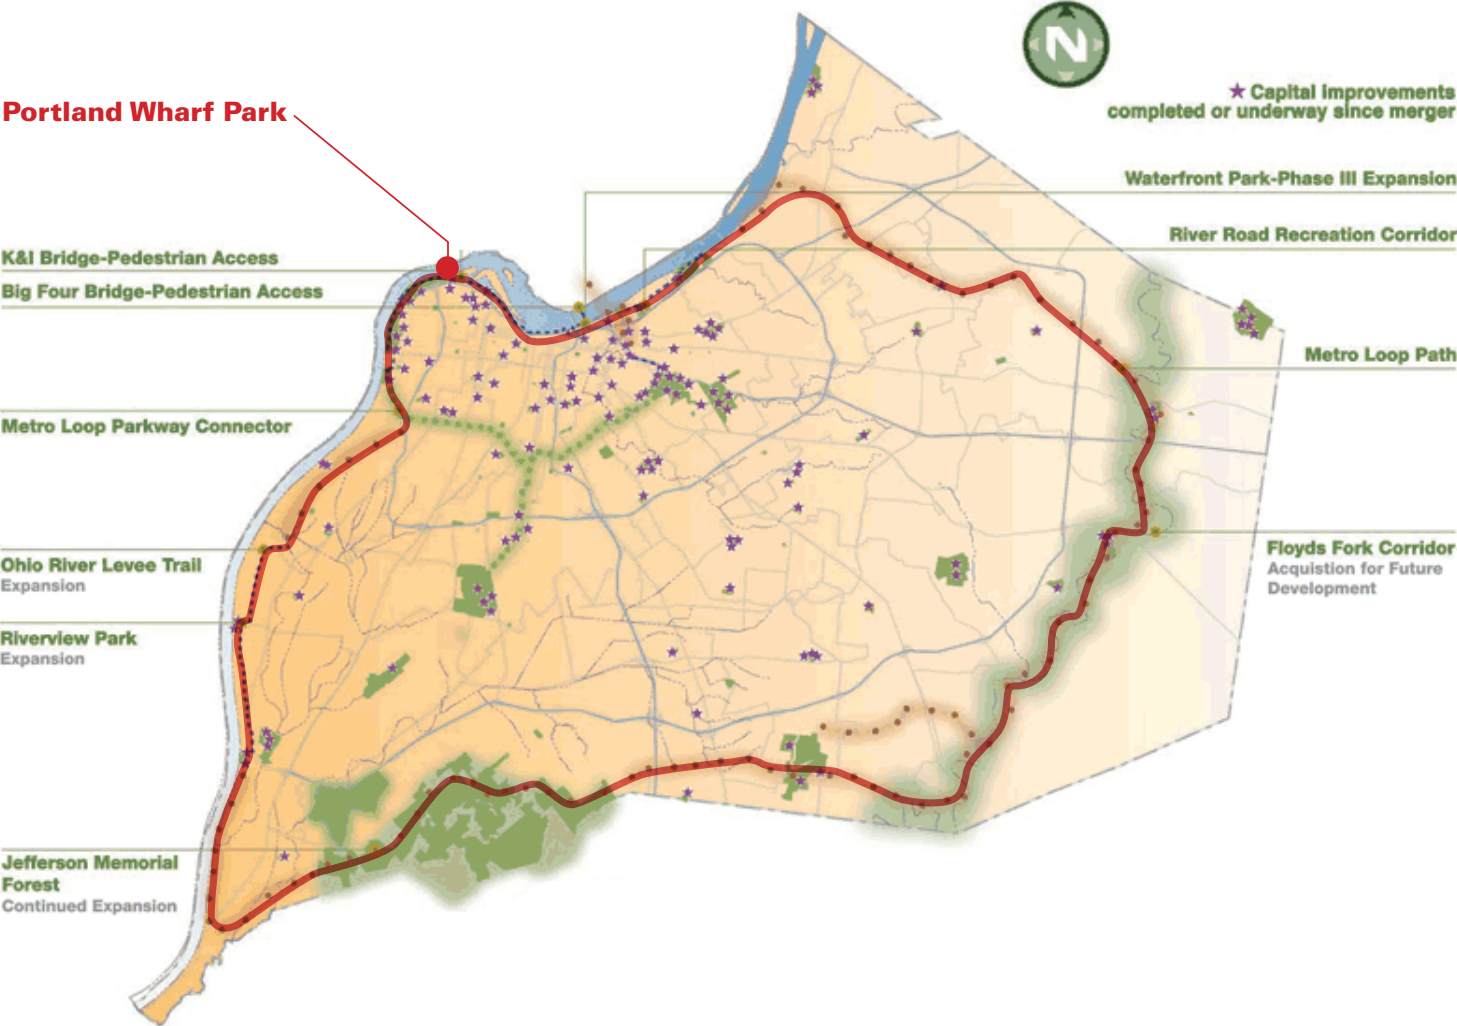 N
★ Capital improvements
completed or underway since merger
Portland Wharf Park
Waterfront Park-Phase III Expansion
River Road Recreation Corridor
K&I Bridge-Pedestrian Access
Big Four Bridge-Pedestrian Access
Metro Loop Path
Metro Loop Parkway Connector
Floyds Fork Corridor
Acquistion for Future
Development
Ohio River Levee Trail
Expansion
Riverview Park
Expansion
Jefferson Memorial
Forest
Continued Expansion